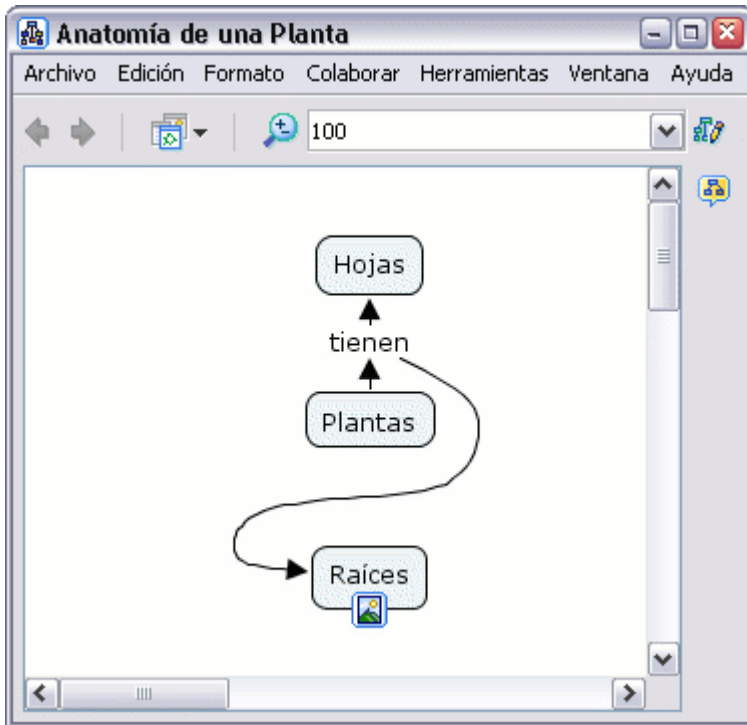 Anatomía de una Planta
Archivo Edición Formato Colaborar Herramientas Ventana Ayuda
100
Hojas
tienen
Plantas
Raíces